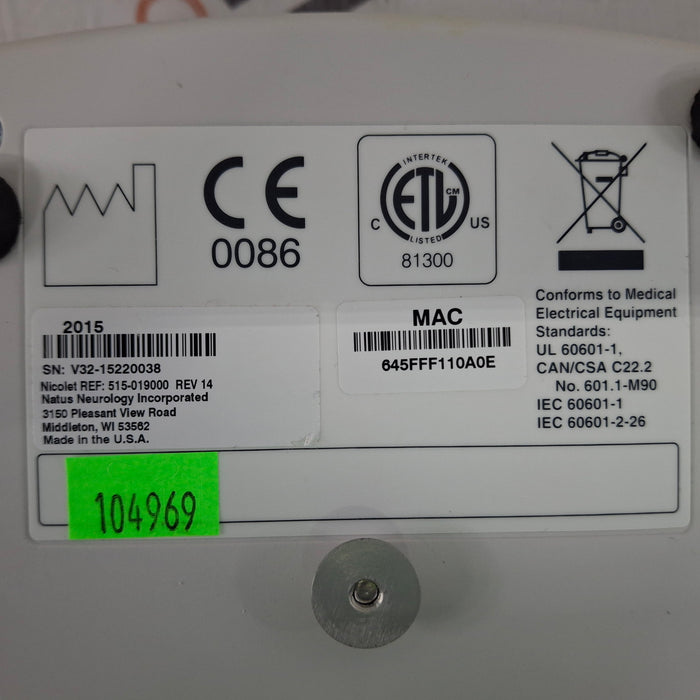 CE
0086
INTERTEK
ETL CM
C US
LISTED
81300
2015
SN: V32-15220038
Nicolet REF: 515-019000 REV 14
Natus Neurology Incorporated
3150 Pleasant View Road
Middleton, WI 53562
Made in the U.S.A.
MAC
645FFF110A0E
Conforms to Medical
Electrical Equipment
Standards:
UL 60601-1,
CAN/CSA C22.2
No. 601.1-M90
IEC 60601-1
IEC 60601-2-26
104969